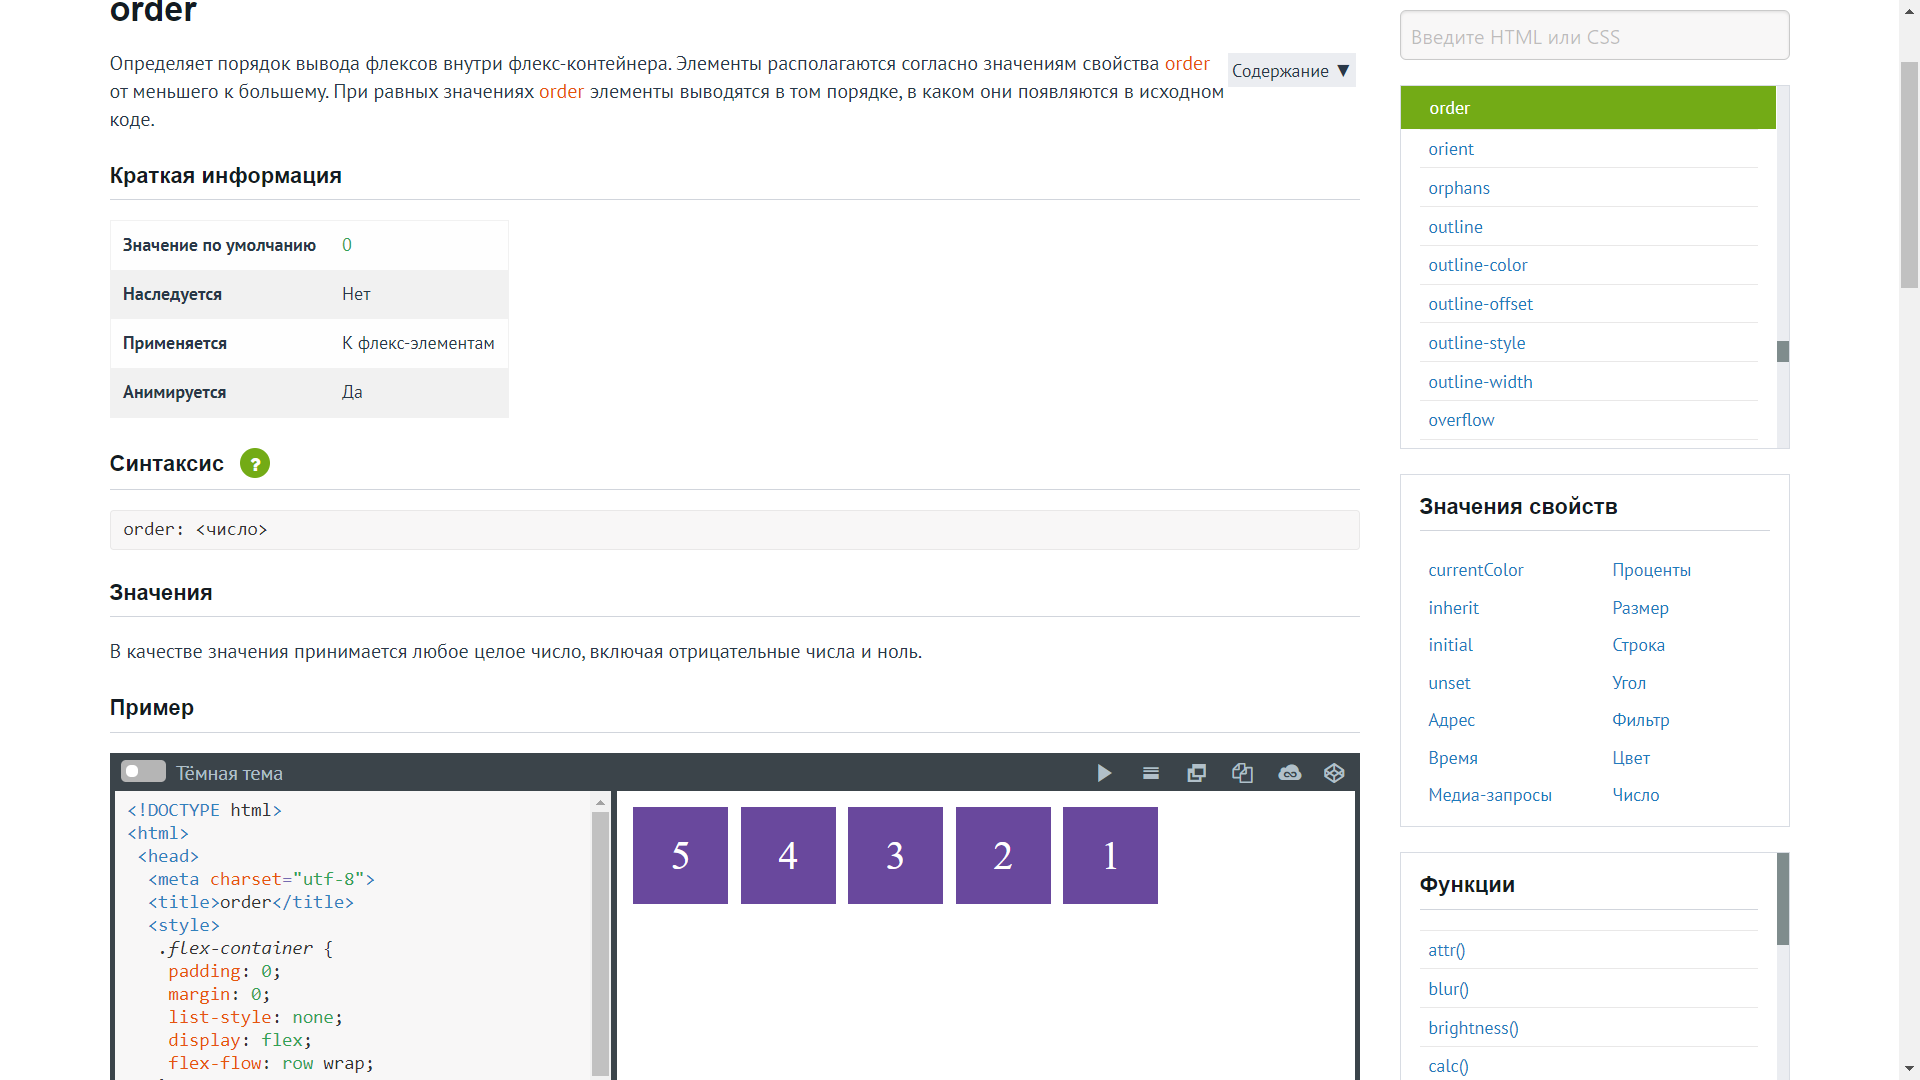 order
Определяет порядок вывода флексов внутри флекс-контейнера. Элементы располагаются согласно значениям свойства order
от меньшего к большему. При равных значениях order элементы выводятся в том порядке, в каком они появляются в исходном
коде.
Содержание ▼
Краткая информация
Значение по умолчанию 0
Наследуется Нет
Применяется К флекс-элементам
Анимируется Да
Синтаксис ?
order: <число>
Значения
В качестве значения принимается любое целое число, включая отрицательные числа и ноль.
Пример
Тёмная тема
<!DOCTYPE html>
<html>
<head>
<meta charset="utf-8">
<title>order</title>
<style>
.flex-container {
padding: 0;
margin: 0;
list-style: none;
display: flex;
flex-flow: row wrap;
5 4 3 2 1
Введите HTML или CSS
order
orient
orphans
outline
outline-color
outline-offset
outline-style
outline-width
overflow
Значения свойств
currentColor Проценты
inherit Размер
initial Строка
unset Угол
Адрес Фильтр
Время Цвет
Медиа-запросы Число
Функции
attr()
blur()
brightness()
calc()